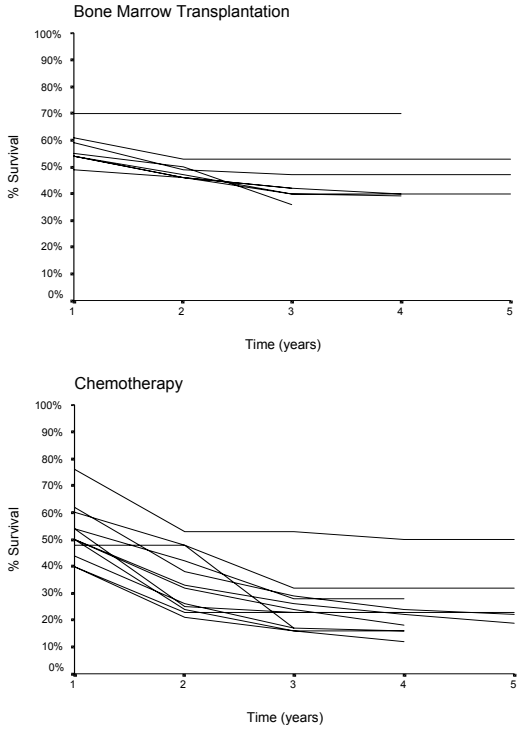 Bone Marrow Transplantation
100%
90%
80%
70%
60%
50%
40%
30%
20%
10%
0%
% Survival
1 2 3 4 5
Time (years)
Chemotherapy
100%
90%
80%
70%
60%
50%
40%
30%
20%
10%
0%
% Survival
1 2 3 4 5
Time (years)